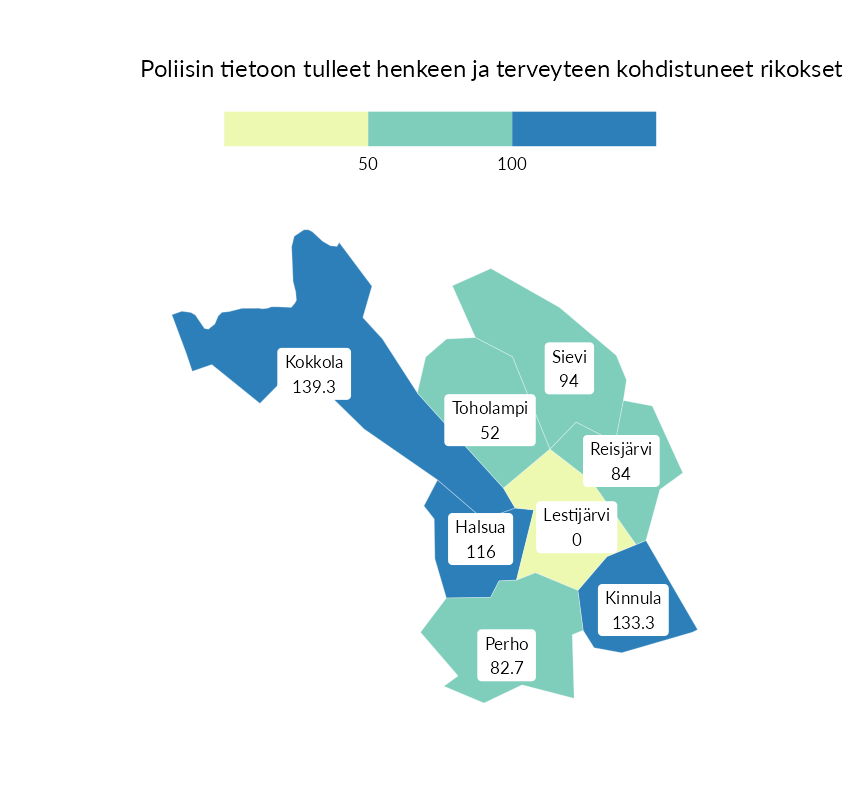 Poliisin tietoon tulleet henkeen ja terveyteen kohdistuneet rikokset
50 100
Kokkola
139.3
Sievi
94
Toholampi
52
Reisjärvi
84
Lestijärvi
0
Halsua
116
Kinnula
133.3
Perho
82.7